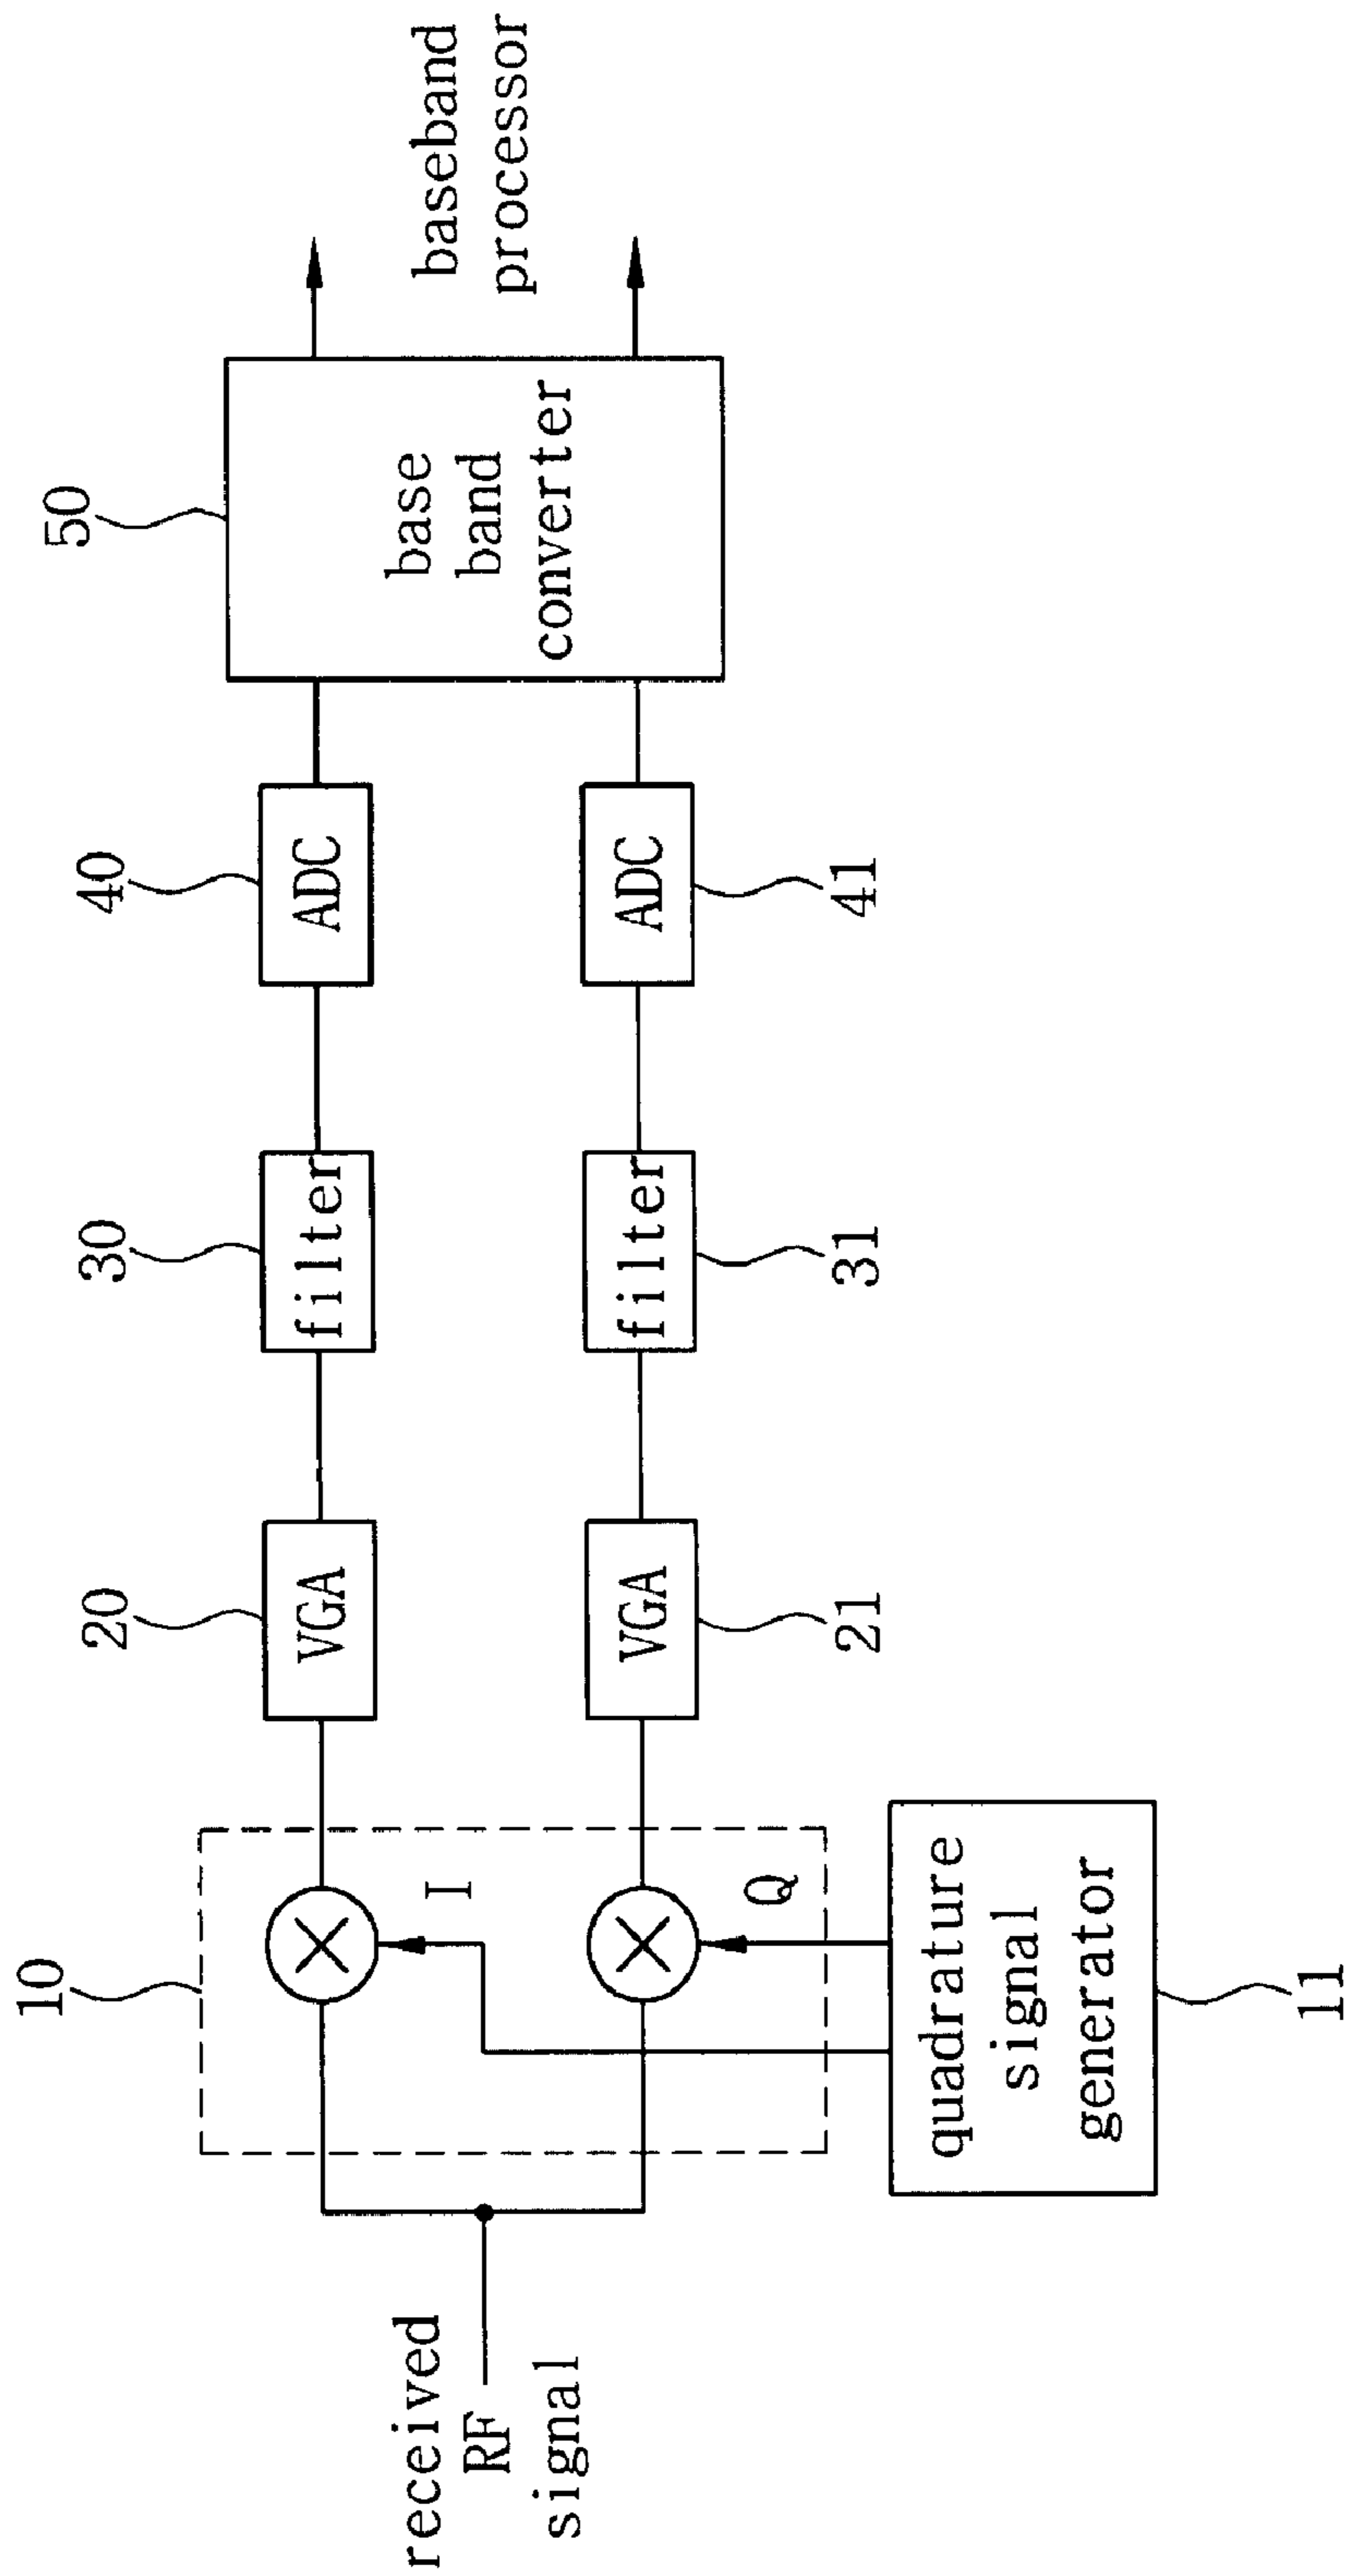 10
20
30
40
50
received
RF
signal
I
Q
VGA
filter
ADC
VGA
filter
ADC
base
band
converter
baseband
processor
21
31
41
quadrature
signal
generator
11